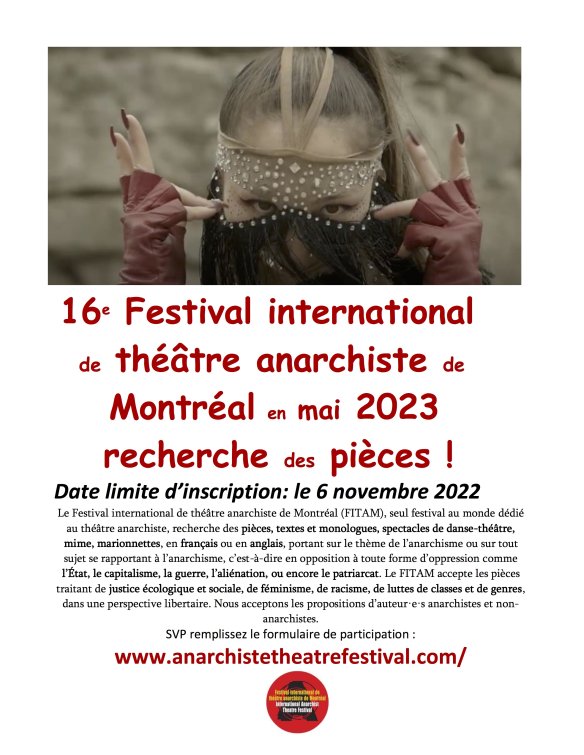 16e Festival international
de théâtre anarchiste de
Montréal en mai 2023
recherche des pièces !
Date limite d’inscription: le 6 novembre 2022
Le Festival international de théâtre anarchiste de Montréal (FITAM), seul festival au monde dédié
au théâtre anarchiste, recherche des pièces, textes et monologues, spectacles de danse-théâtre,
mime, marionnettes, en français ou en anglais, portant sur le thème de l’anarchisme ou sur tout
sujet se rapportant à l’anarchisme, c’est-à-dire en opposition à toute forme d’oppression comme
l’État, le capitalisme, la guerre, l’aliénation, ou encore le patriarcat. Le FITAM accepte les pièces
traitant de justice écologique et sociale, de féminisme, de racisme, de luttes de classes et de genres,
dans une perspective libertaire. Nous acceptons les propositions d’auteur·e·s anarchistes et non-
anarchistes.
SVP remplissez le formulaire de participation :
www.anarchistetheatrefestival.com/
Festival international de
théâtre anarchiste de Montréal
International Anarchist
Theatre Festival